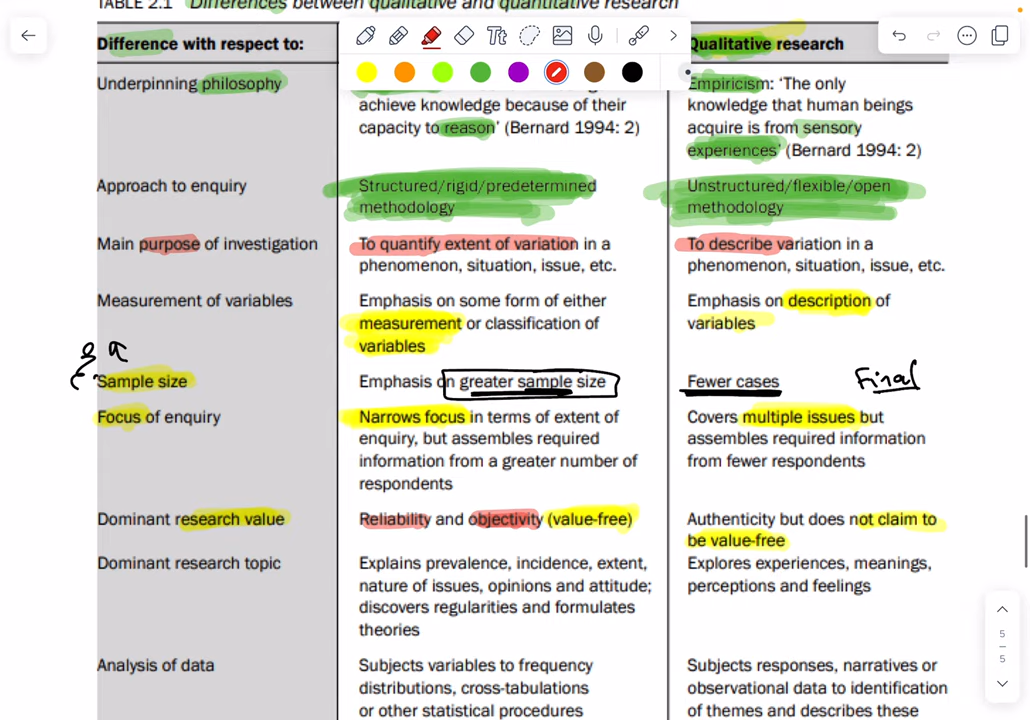 TABLE 2.1 Differences between qualitative and quantitative research
Difference with respect to:
Qualitative research
Underpinning philosophy
achieve knowledge because of their
capacity to reason' (Bernard 1994: 2)
Empiricism: 'The only
knowledge that human beings
acquire is from sensory
experiences' (Bernard 1994: 2)
Approach to enquiry
Structured/rigid/predetermined
methodology
Unstructured/flexible/open
methodology
Main purpose of investigation
To quantify extent of variation in a
phenomenon, situation, issue, etc.
To describe variation in a
phenomenon, situation, issue, etc.
Measurement of variables
Emphasis on some form of either
measurement or classification of
variables
Emphasis on description of
variables
Sample size
Emphasis on greater sample size
Fewer cases
Final
Focus of enquiry
Narrows focus in terms of extent of
enquiry, but assembles required
information from a greater number of
respondents
Covers multiple issues but
assembles required information
from fewer respondents
Dominant research value
Reliability and objectivity (value-free)
Authenticity but does not claim to
be value-free
Dominant research topic
Explains prevalence, incidence, extent,
nature of issues, opinions and attitude;
discovers regularities and formulates
theories
Explores experiences, meanings,
perceptions and feelings
Analysis of data
Subjects variables to frequency
distributions, cross-tabulations
or other statistical procedures
Subjects responses, narratives or
observational data to identification
of themes and describes these
Tt
5
5